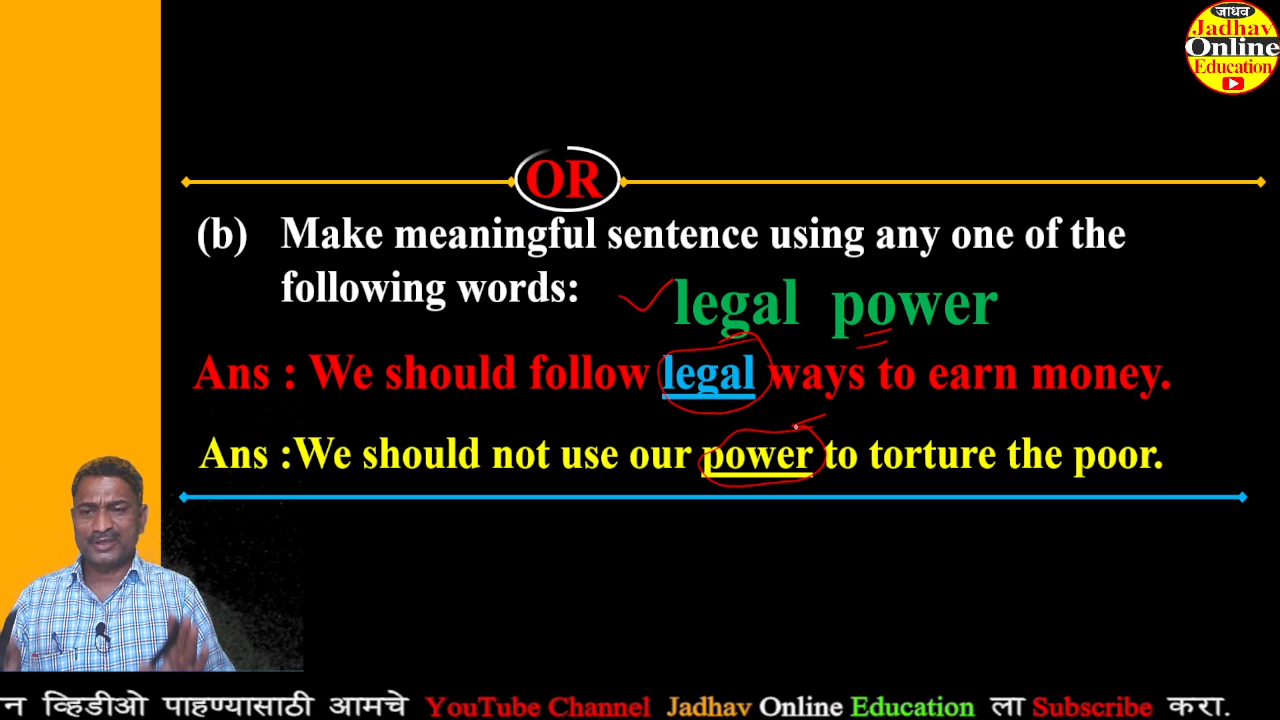 जाधव
Jadhav
Online
Education
OR
(b) Make meaningful sentence using any one of the
following words:
legal power
Ans : We should follow legal ways to earn money.
Ans :We should not use our power to torture the poor.
न व्हिडीओ पाहण्यासाठी आमचे YouTube Channel Jadhav Online Education ला Subscribe करा.